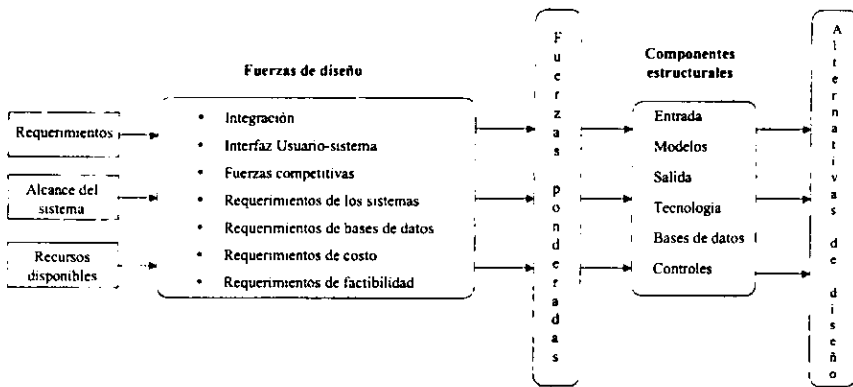 Requerimientos
Alcance del
sistema
Recursos
disponibles
Fuerzas de diseño
• Integración
• Interfaz Usuario-sistema
• Fuerzas competitivas
• Requerimientos de los sistemas
• Requerimientos de bases de datos
• Requerimientos de costo
• Requerimientos de factibilidad
Fuerzas ponderadas
Componentes
estructurales
Entrada
Modelos
Salida
Tecnologia
Bases de datos
Controles
Alternativas de diseño